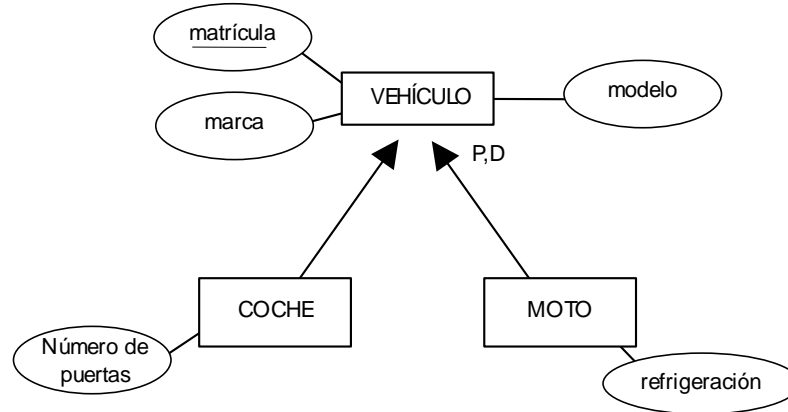 matrícula
VEHÍCULO
modelo
marca
P,D
COCHE
MOTO
Número de
puertas
refrigeración